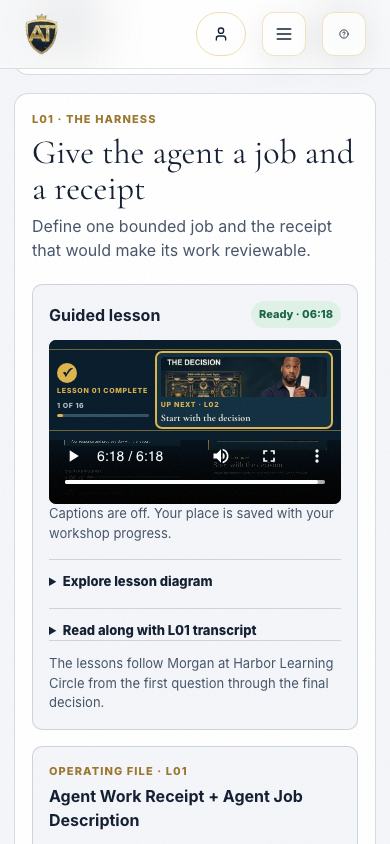 AT
L01 · THE HARNESS
Give the agent a job and
a receipt
Define one bounded job and the receipt
that would make its work reviewable.
Guided lesson
Ready · 06:18
LESSON 01 COMPLETE
1 OF 16
THE DECISION
UP NEXT · L02
Start with the decision
6:18 / 6:18
Captions are off. Your place is saved with your
workshop progress.
Explore lesson diagram
Read along with L01 transcript
The lessons follow Morgan at Harbor Learning
Circle from the first question through the final
decision.
OPERATING FILE · L01
Agent Work Receipt + Agent Job
Description